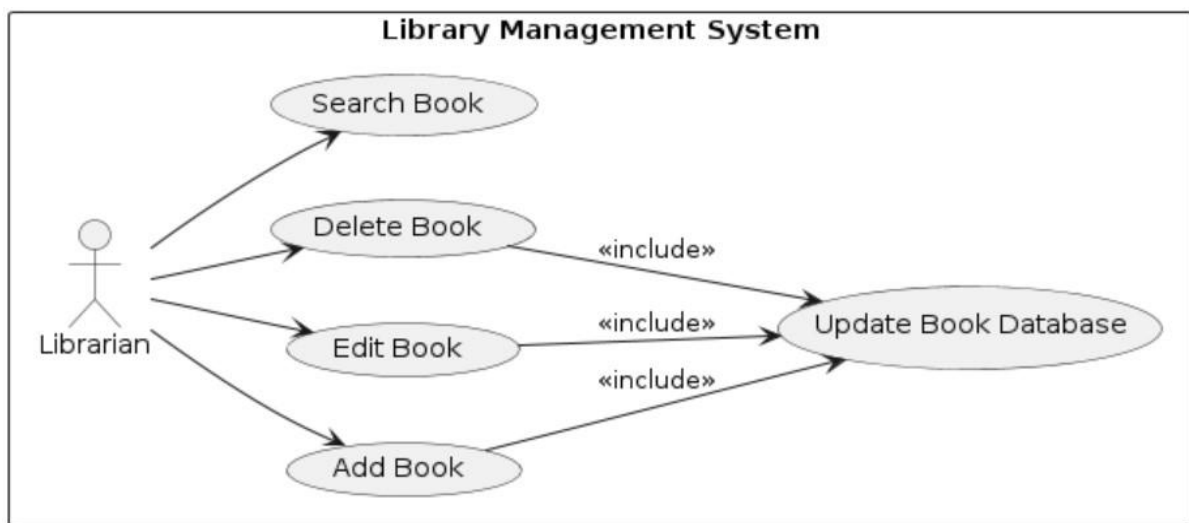 Library Management System
Search Book
Delete Book
«include»
Update Book Database
Edit Book
«include»
Librarian
«include»
Add Book